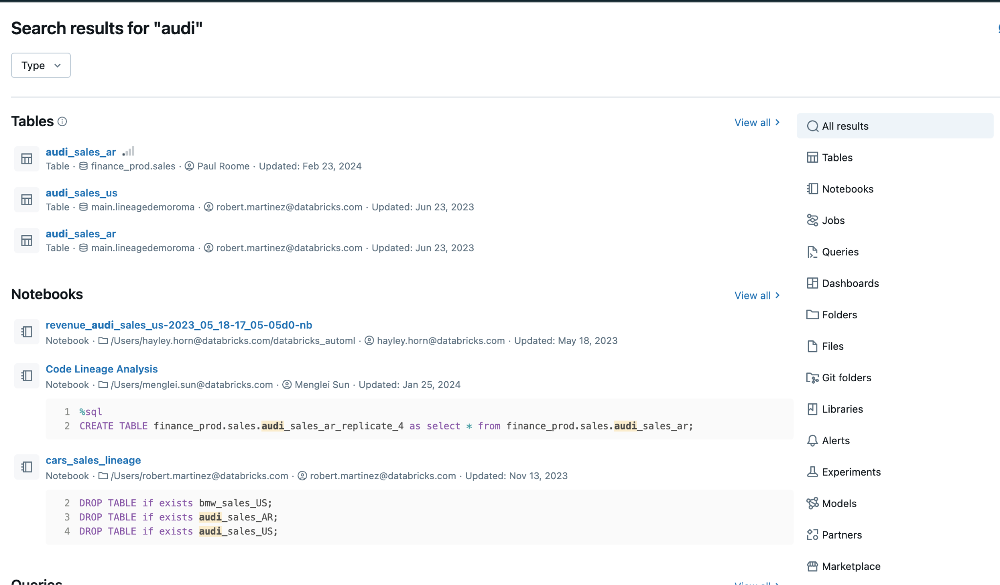 Search results for "audi"
Type
Tables
View all
audi_sales_ar
Table · finance_prod.sales · Paul Roome · Updated: Feb 23, 2024
audi_sales_us
Table · main.lineagedemoroma · robert.martinez@databricks.com · Updated: Jun 23, 2023
audi_sales_ar
Table · main.lineagedemoroma · robert.martinez@databricks.com · Updated: Jun 23, 2023
Notebooks
View all
revenue_audi_sales_us-2023_05_18-17_05-05d0-nb
Notebook · /Users/hayley.horn@databricks.com/databricks_automl · hayley.horn@databricks.com · Updated: May 18, 2023
Code Lineage Analysis
Notebook · /Users/menglei.sun@databricks.com · Menglei Sun · Updated: Jan 25, 2024
1 %sql
2 CREATE TABLE finance_prod.sales.audi_sales_ar_replicate_4 as select * from finance_prod.sales.audi_sales_ar;
cars_sales_lineage
Notebook · /Users/robert.martinez@databricks.com · robert.martinez@databricks.com · Updated: Nov 13, 2023
2 DROP TABLE if exists bmw_sales_US;
3 DROP TABLE if exists audi_sales_AR;
4 DROP TABLE if exists audi_sales_US;
Queries
View all
All results
Tables
Notebooks
Jobs
Queries
Dashboards
Folders
Files
Git folders
Libraries
Alerts
Experiments
Models
Partners
Marketplace